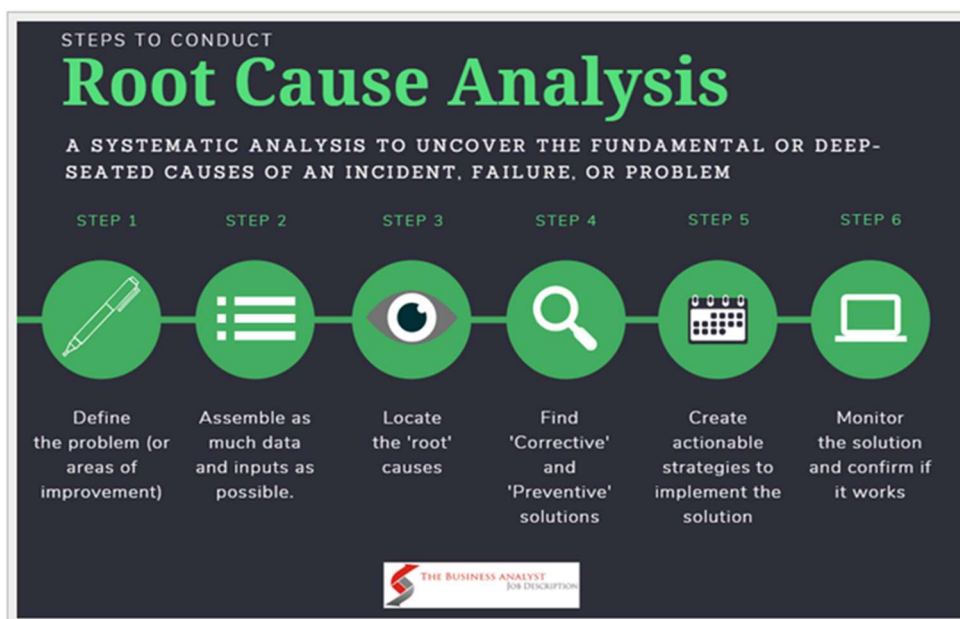 STEPS TO CONDUCT
Root Cause Analysis
A SYSTEMATIC ANALYSIS TO UNCOVER THE FUNDAMENTAL OR DEEP-
SEATED CAUSES OF AN INCIDENT, FAILURE, OR PROBLEM
STEP 1
Define
the problem (or
areas of
improvement)
STEP 2
Assemble as
much data
and inputs as
possible.
STEP 3
Locate
the 'root'
causes
STEP 4
Find
'Corrective'
and
'Preventive'
solutions
STEP 5
Create
actionable
strategies to
implement the
solution
STEP 6
Monitor
the solution
and confirm if
it works
THE BUSINESS ANALYST
JOB DESCRIPTION